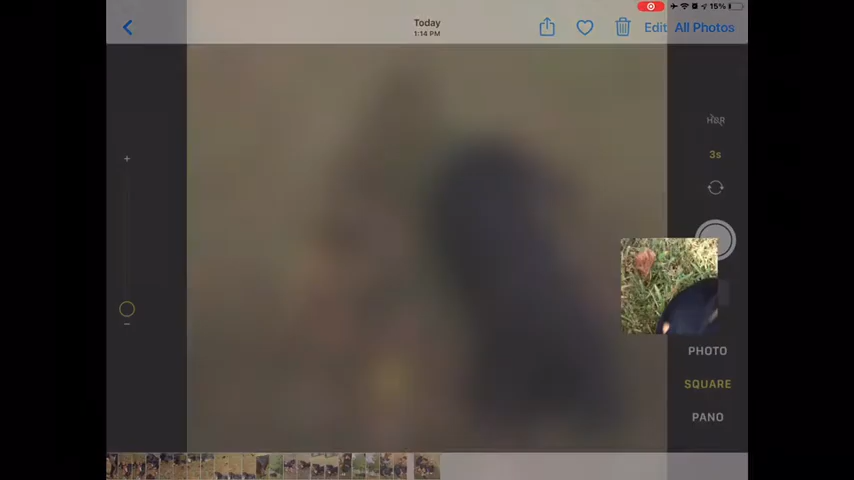 15%
Today
1:14 PM
Edit
All Photos
HDR
3s
+
−
PHOTO
SQUARE
PANO